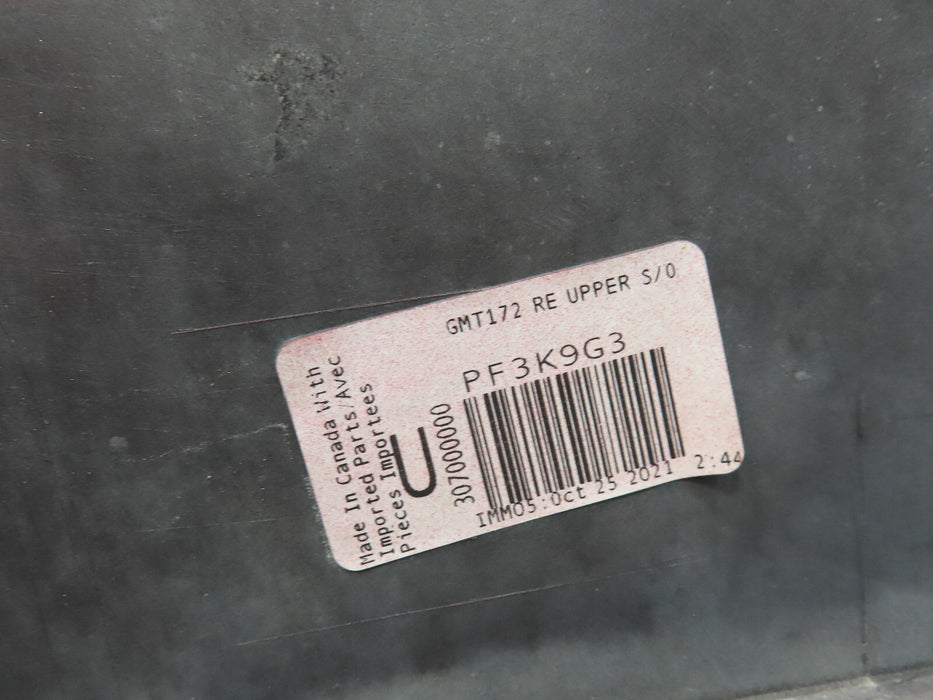 GMT172 RE UPPER S/O
PF3K9G3
IMM05:Oct 25 2021 2:44
307000000
U
Made In Canada With
Imported Parts/Avec
Pieces Importees